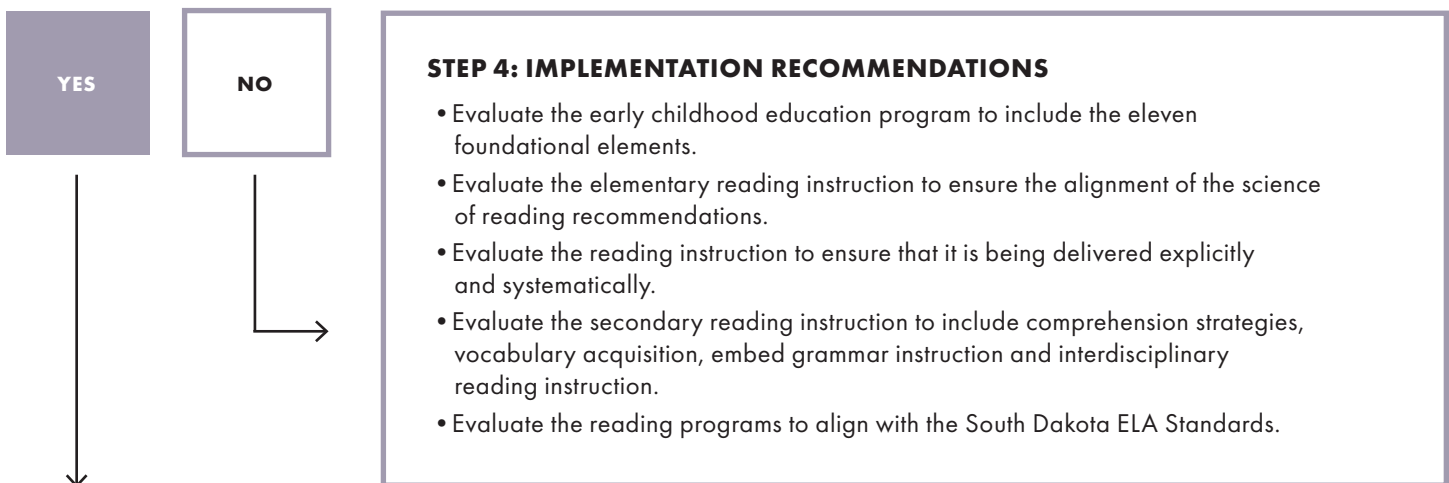 YES
NO
STEP 4: IMPLEMENTATION RECOMMENDATIONS
• Evaluate the early childhood education program to include the eleven
foundational elements.
• Evaluate the elementary reading instruction to ensure the alignment of the science
of reading recommendations.
• Evaluate the reading instruction to ensure that it is being delivered explicitly
and systematically.
• Evaluate the secondary reading instruction to include comprehension strategies,
vocabulary acquisition, embed grammar instruction and interdisciplinary
reading instruction.
• Evaluate the reading programs to align with the South Dakota ELA Standards.